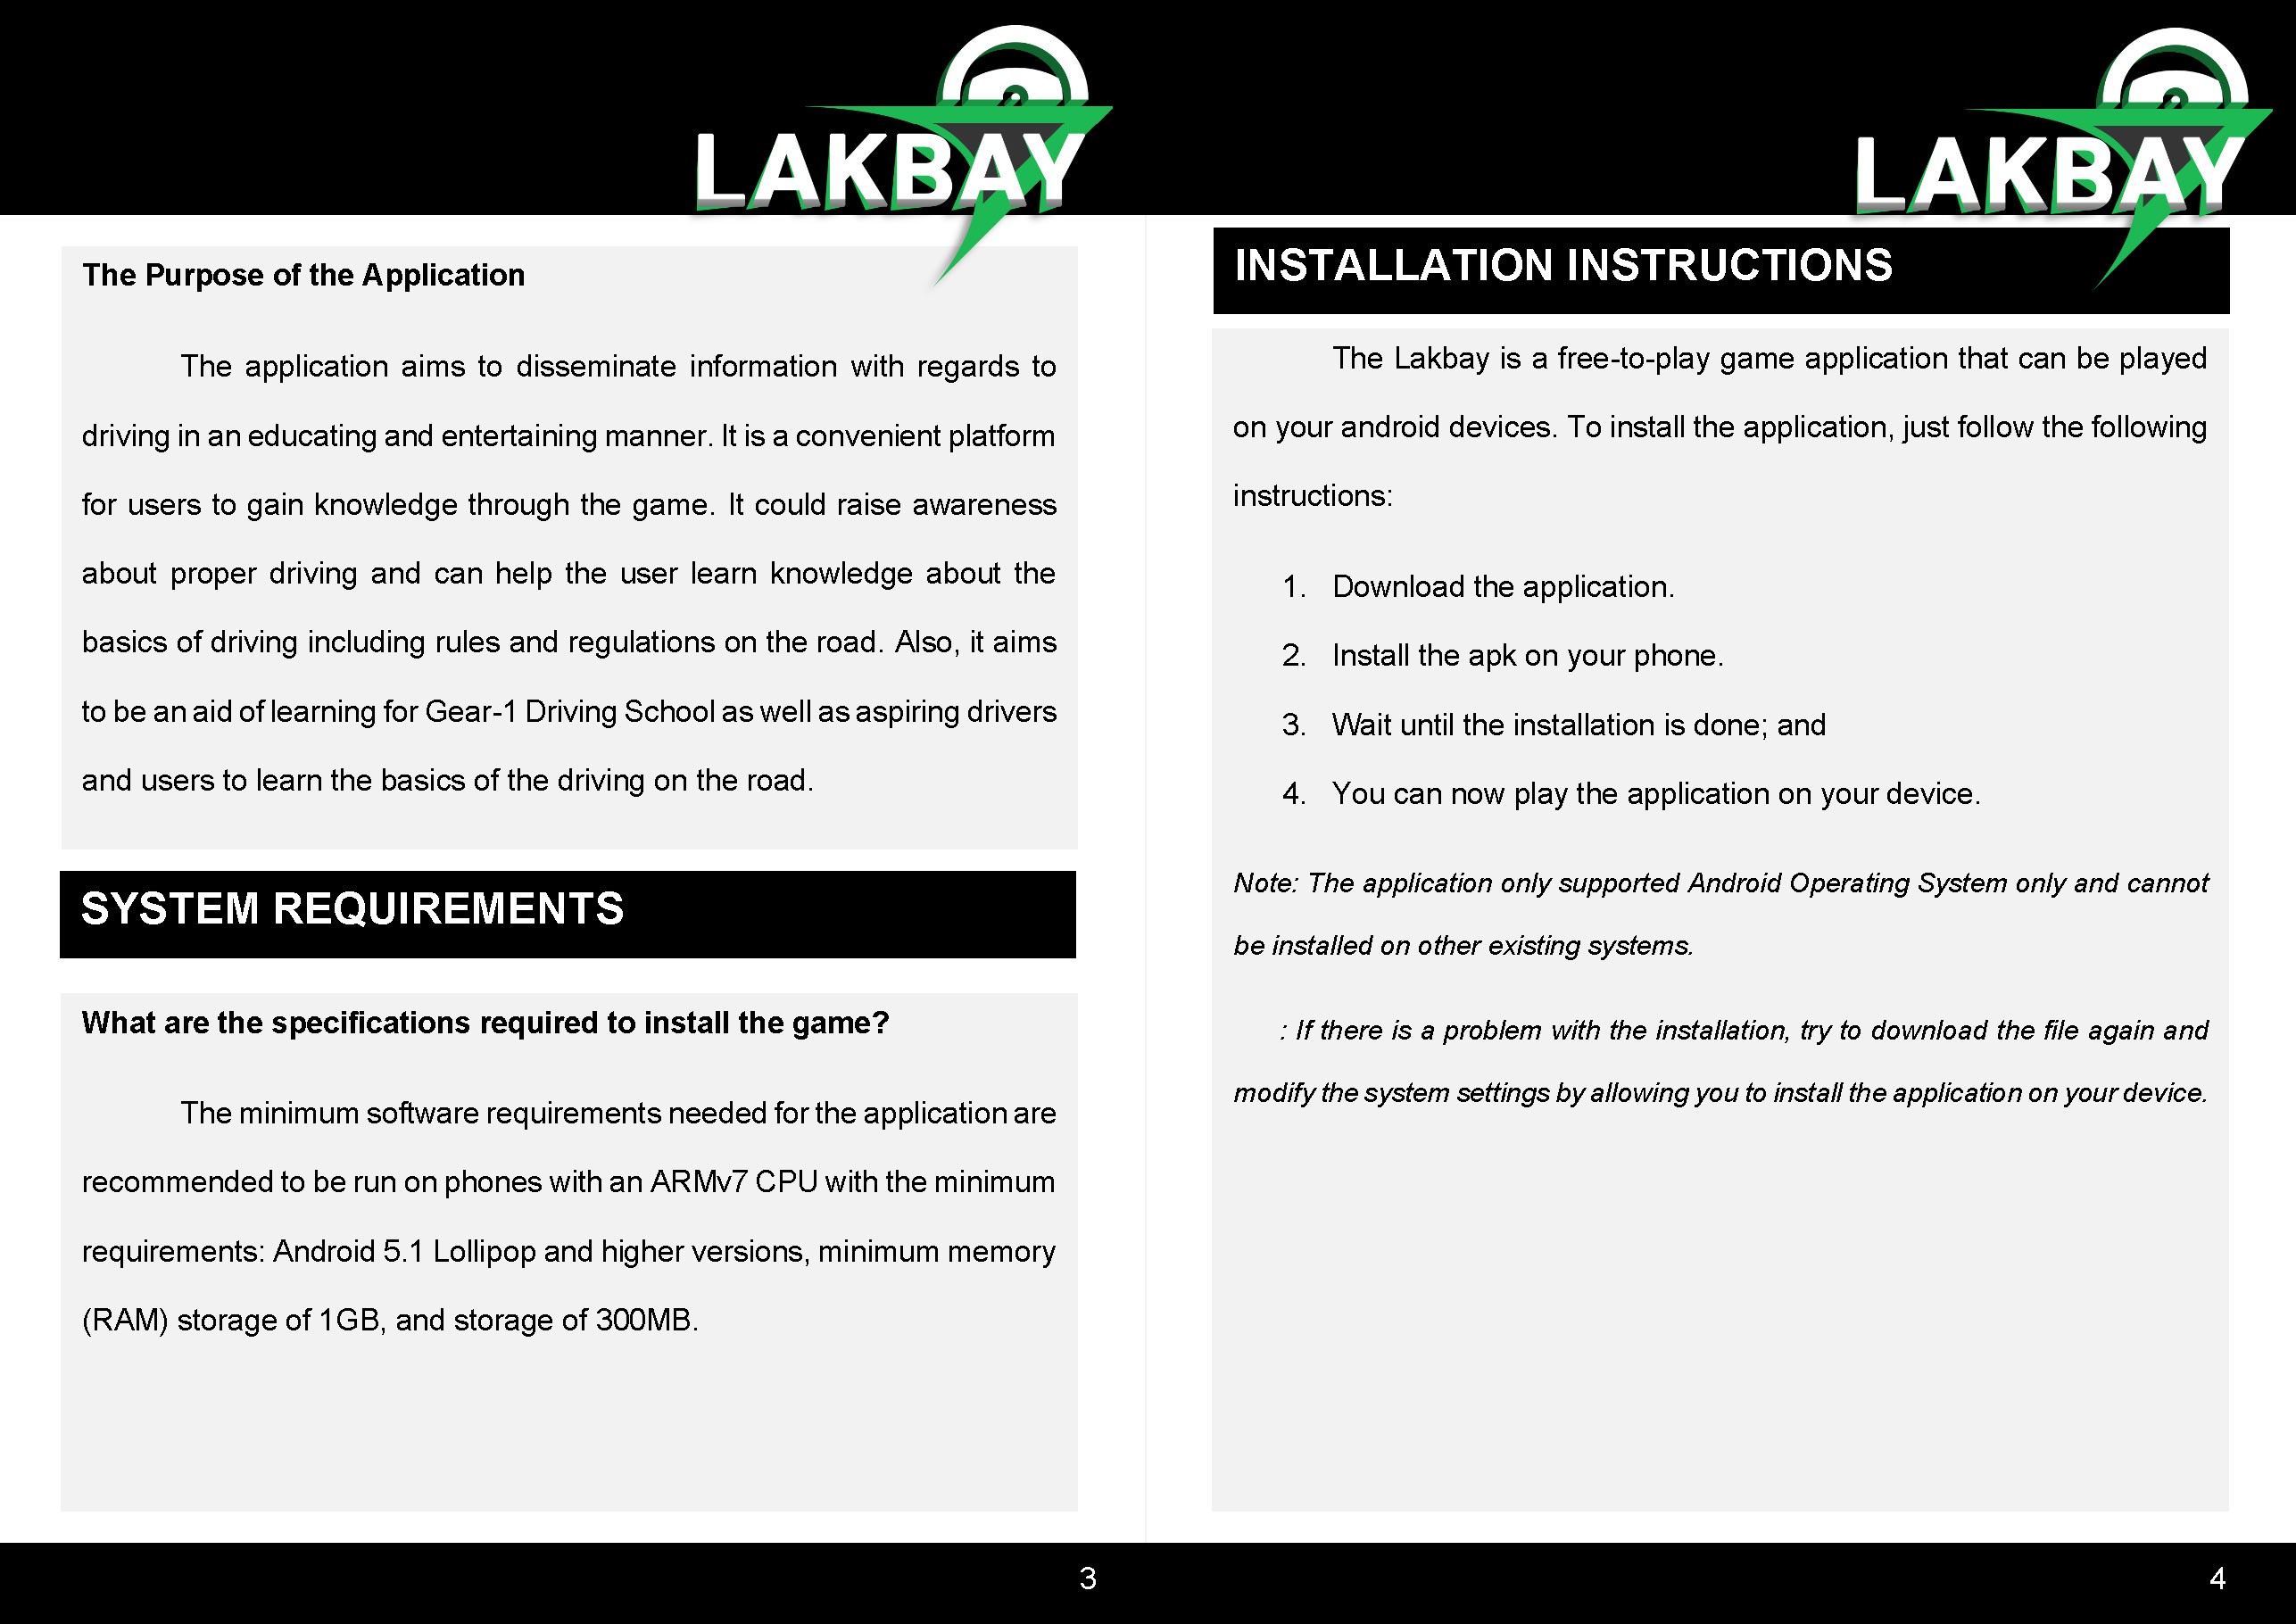 LAKBAY
The Purpose of the Application
The application aims to disseminate information with regards to
driving in an educating and entertaining manner. It is a convenient platform
for users to gain knowledge through the game. It could raise awareness
about proper driving and can help the user learn knowledge about the
basics of driving including rules and regulations on the road. Also, it aims
to be an aid of learning for Gear-1 Driving School as well as aspiring drivers
and users to learn the basics of the driving on the road.
SYSTEM REQUIREMENTS
What are the specifications required to install the game?
The minimum software requirements needed for the application are
recommended to be run on phones with an ARMv7 CPU with the minimum
requirements: Android 5.1 Lollipop and higher versions, minimum memory
(RAM) storage of 1GB, and storage of 300MB.
3
LAKBAY
INSTALLATION INSTRUCTIONS
The Lakbay is a free-to-play game application that can be played
on your android devices. To install the application, just follow the following
instructions:
1. Download the application.
2. Install the apk on your phone.
3. Wait until the installation is done; and
4. You can now play the application on your device.
Note: The application only supported Android Operating System only and cannot
be installed on other existing systems.
: If there is a problem with the installation, try to download the file again and
modify the system settings by allowing you to install the application on your device.
4